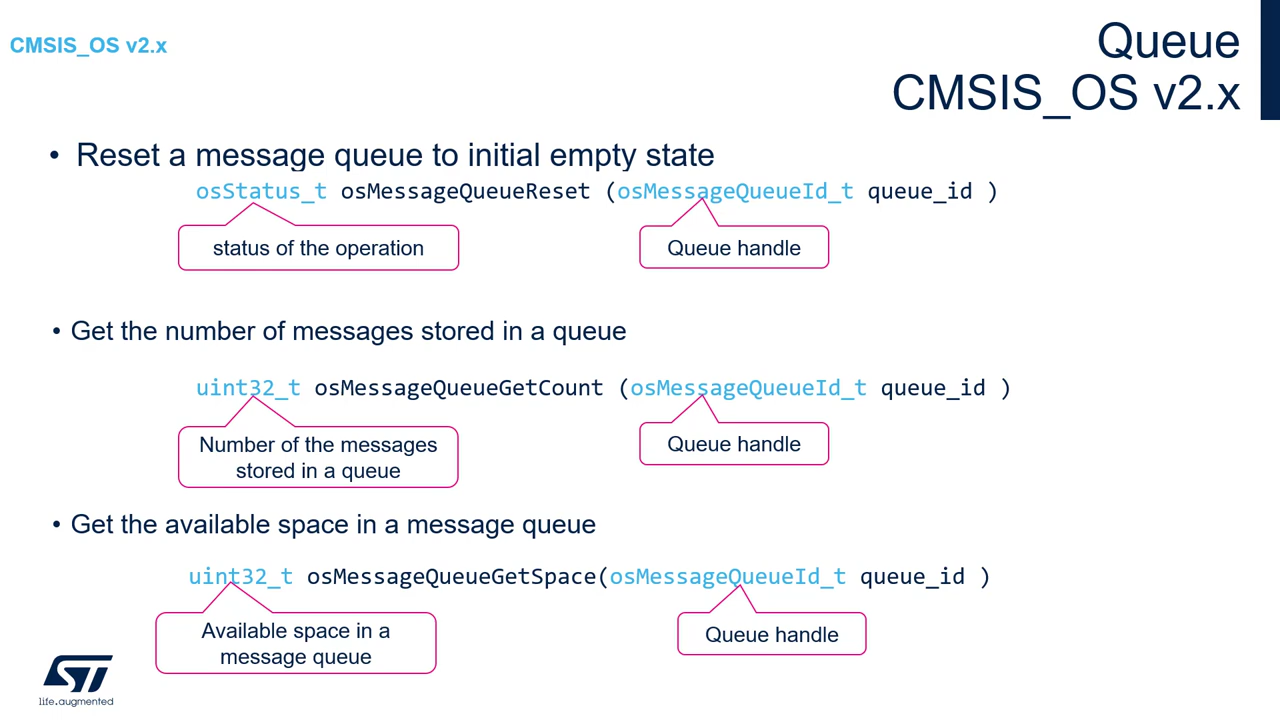 CMSIS_OS v2.x
Queue
CMSIS_OS v2.x
• Reset a message queue to initial empty state
osStatus_t osMessageQueueReset (osMessageQueueId_t queue_id )
status of the operation
Queue handle
• Get the number of messages stored in a queue
uint32_t osMessageQueueGetCount (osMessageQueueId_t queue_id )
Number of the messages
stored in a queue
Queue handle
• Get the available space in a message queue
uint32_t osMessageQueueGetSpace(osMessageQueueId_t queue_id )
Available space in a
message queue
Queue handle
ST
life.augmented